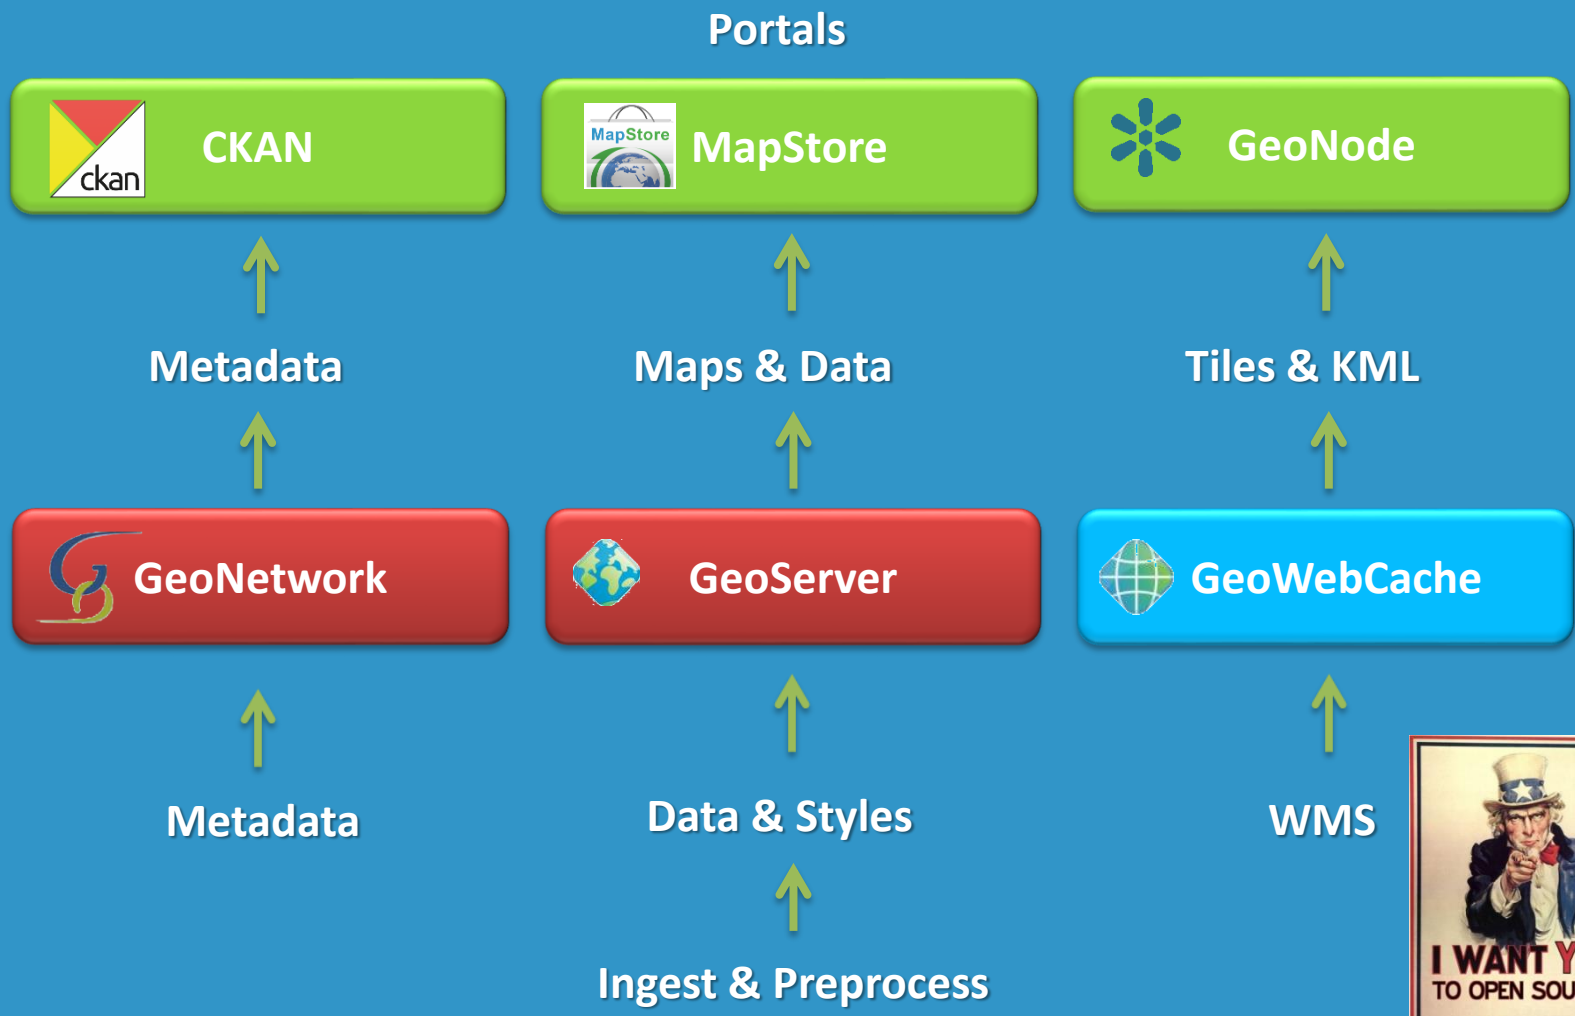 Portals
ckan
CKAN
MapStore
MapStore
GeoNode
Metadata
Maps & Data
Tiles & KML
GeoNetwork
GeoServer
GeoWebCache
Metadata
Data & Styles
WMS
Ingest & Preprocess
I WANT Y
TO OPEN SOU